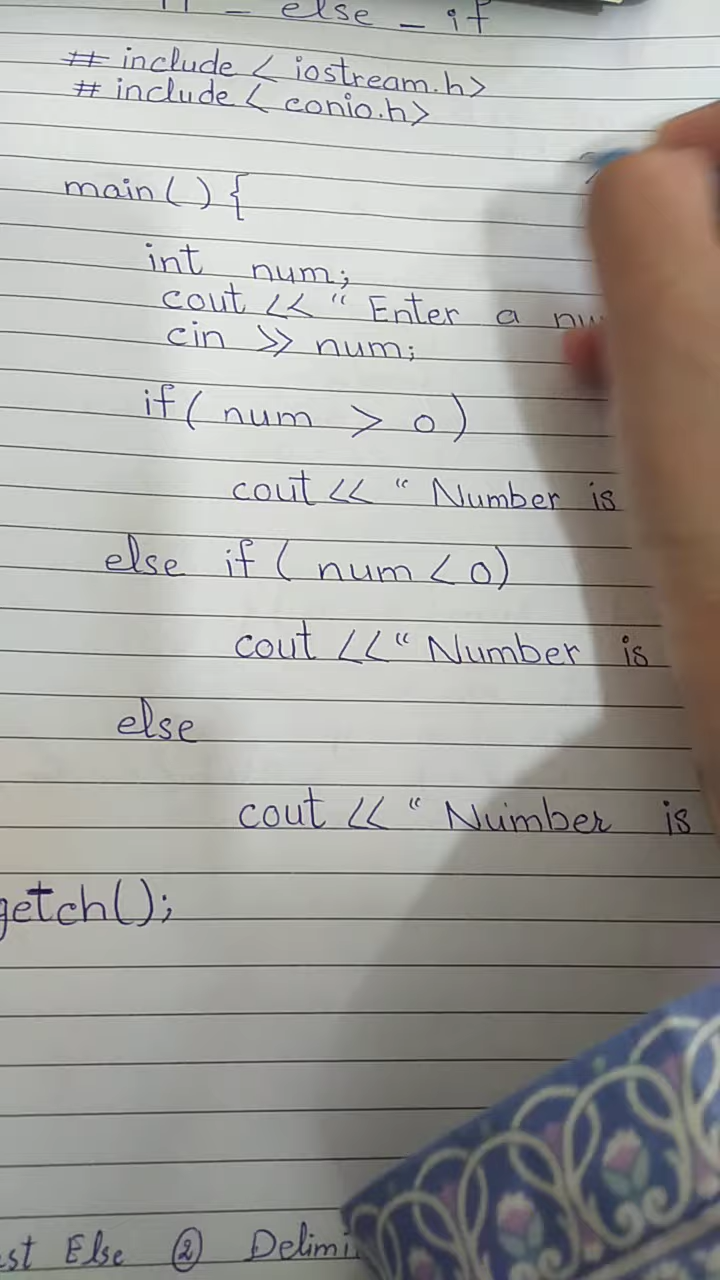 else - if
# include < iostream.h>
# include < conio.h>
main() {
int num;
cout << " Enter a
cin >> num;
if( num > 0 )
cout << " Number is
else if ( num < 0)
cout << " Number is
else
cout << " Number is
getch();
Else ② Delimi